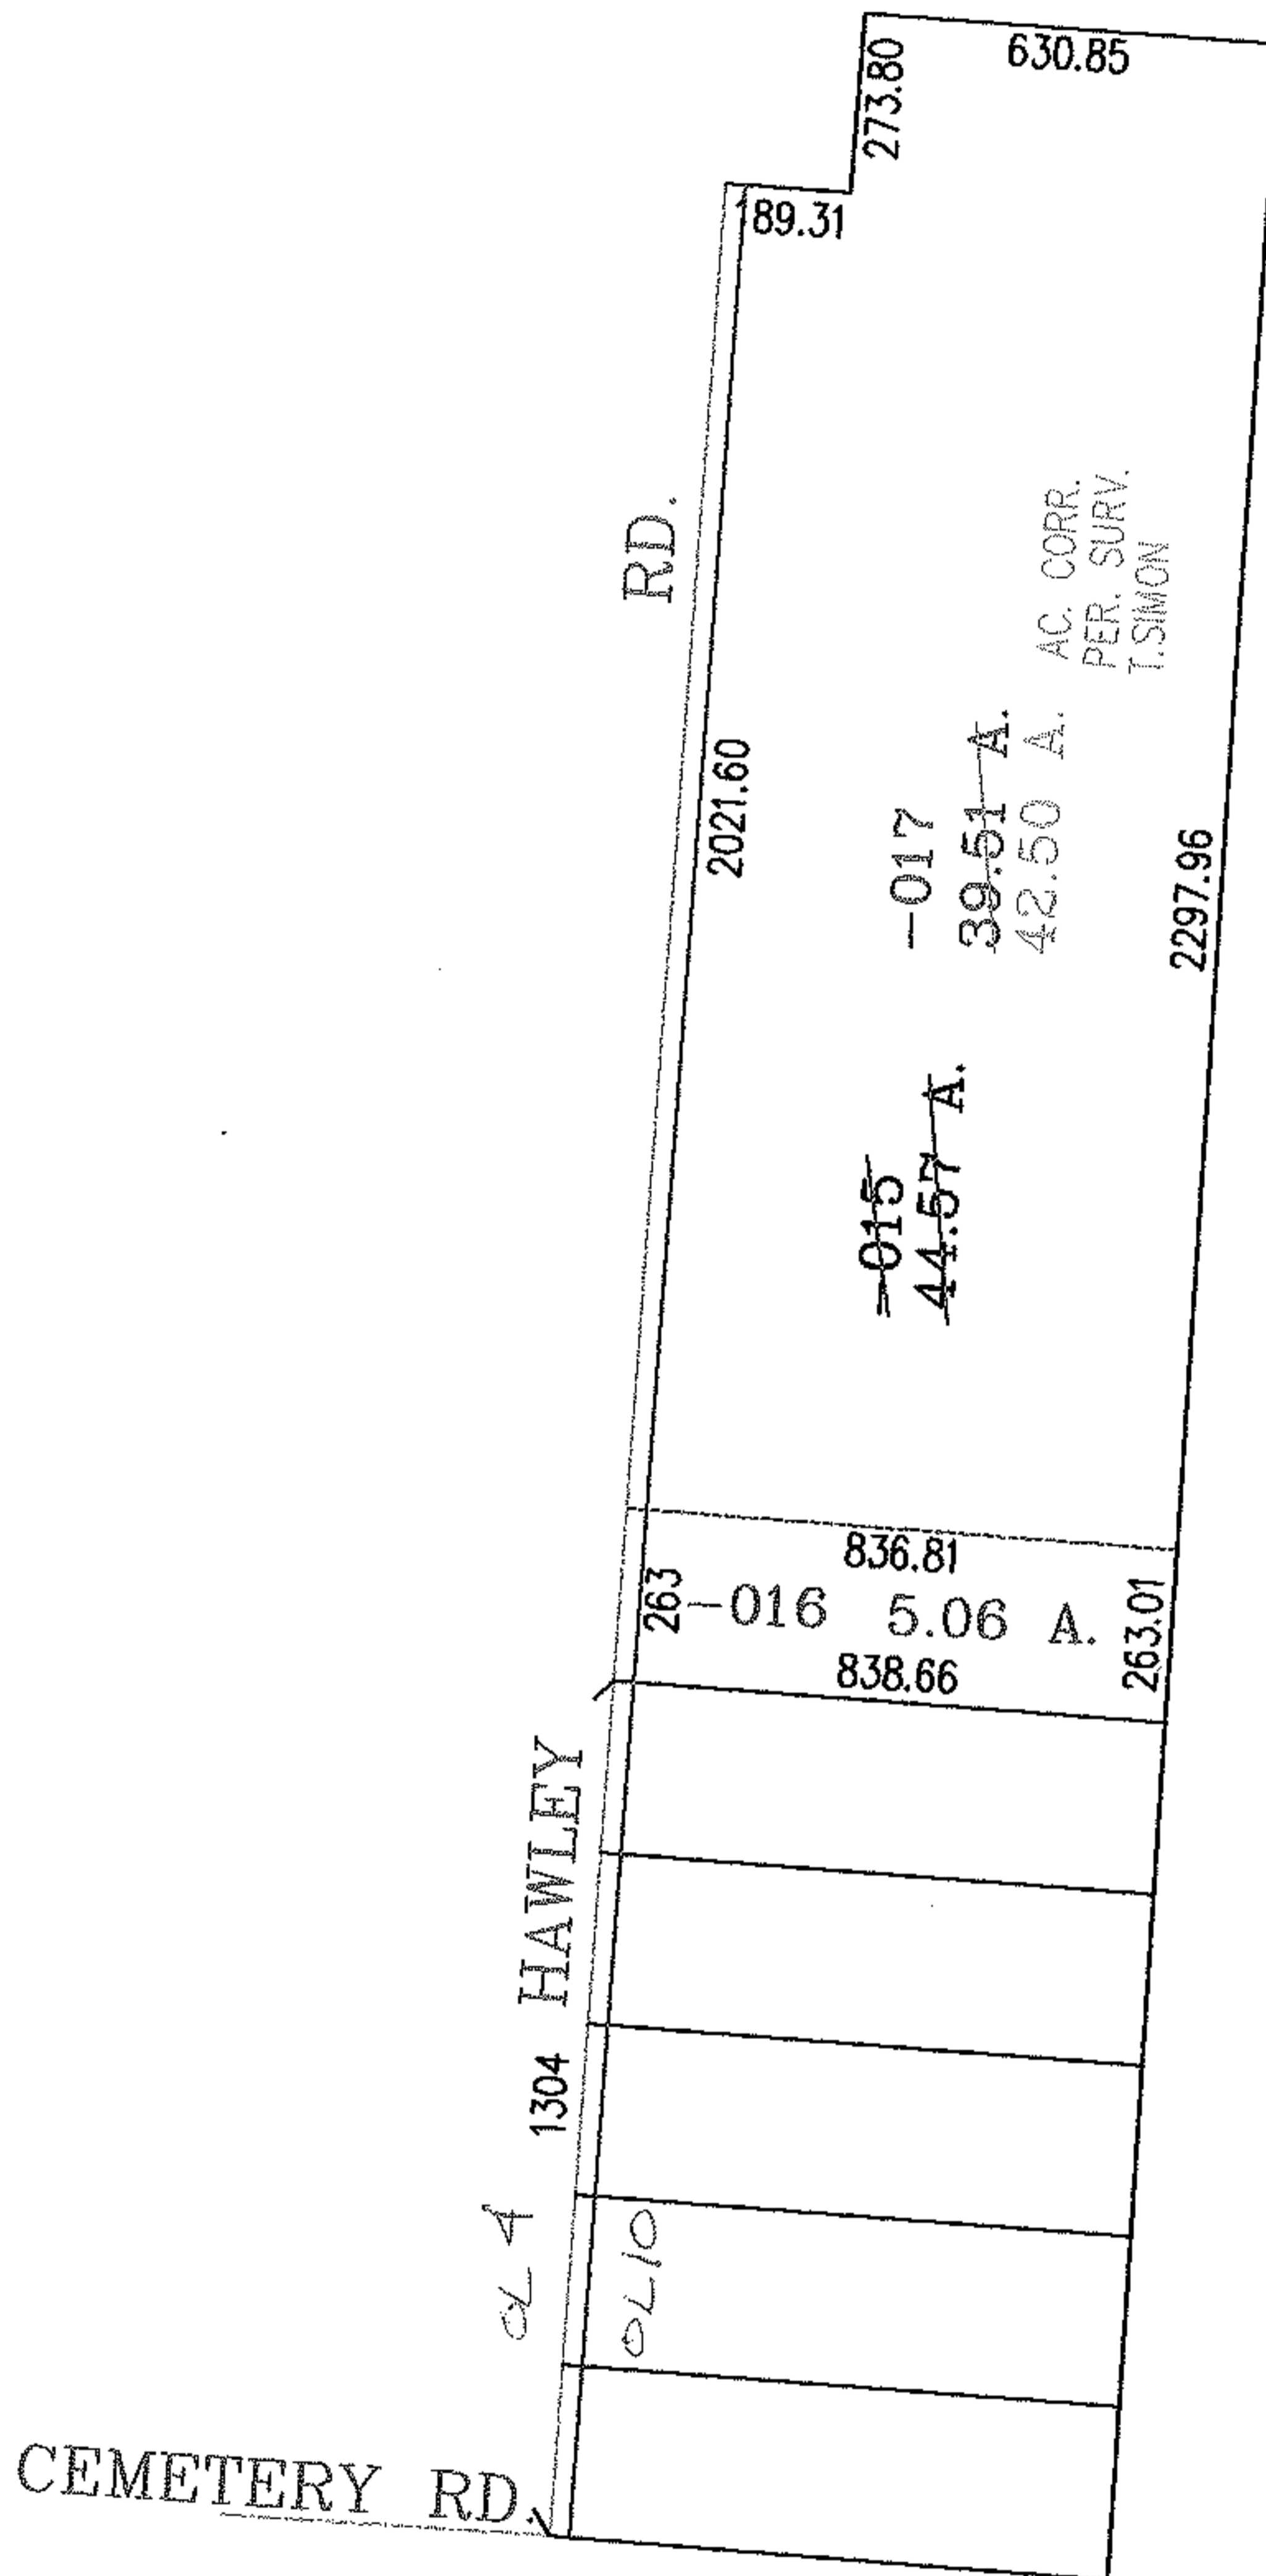 630.85
273.80
189.31
RD.
AC. CORR.
PER. SURV.
T.SIMON
2021.60
-017
39.51 A.
42.50 A.
2297.96
-015
44.57 A.
836.81
263
-016 5.06 A.
263.01
838.66
HAWLEY
1304
OL 4
OL10
CEMETERY RD.